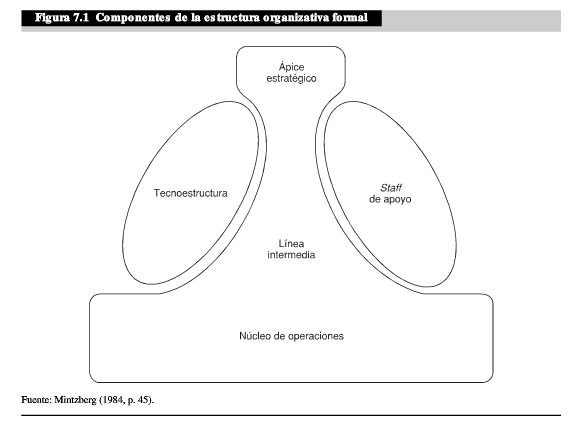 Figura 7.1 Componentes de la estructura organizativa formal
Ápice
estratégico
Tecnoestructura
Staff
de apoyo
Línea
intermedia
Núcleo de operaciones
Fuente: Mintzberg (1984, p. 45).